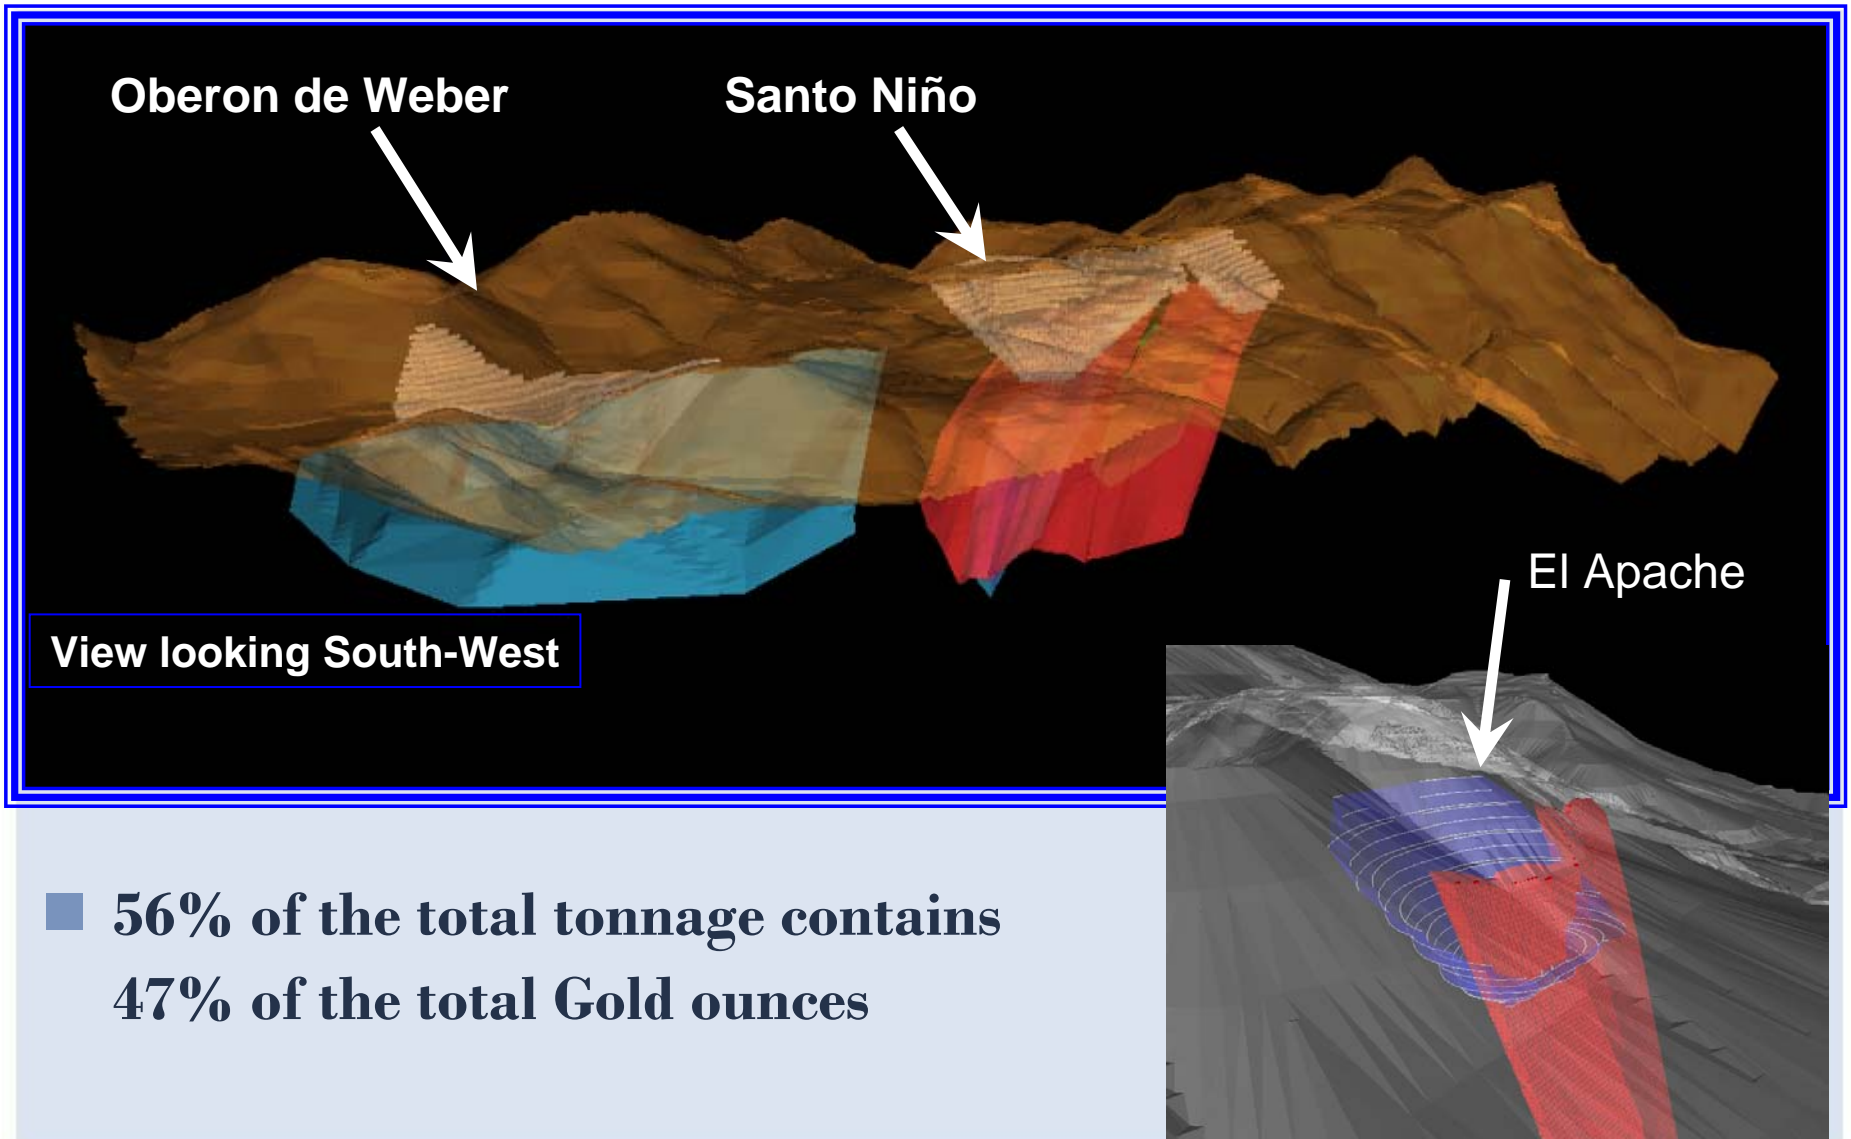 Oberon de Weber
Santo Niño
El Apache
View looking South-West
56% of the total tonnage contains
47% of the total Gold ounces